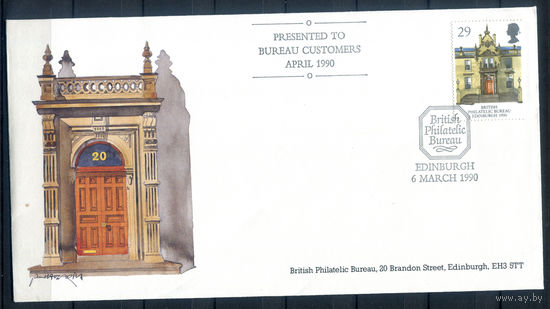 PRESENTED TO
BUREAU CUSTOMERS
APRIL 1990
29
BRITISH
PHILATELIC BUREAU
EDINBURGH 1990
British
Philatelic
Bureau
EDINBURGH
6 MARCH 1990
20
British Philatelic Bureau, 20 Brandon Street, Edinburgh, EH3 5TT
www.ay.by